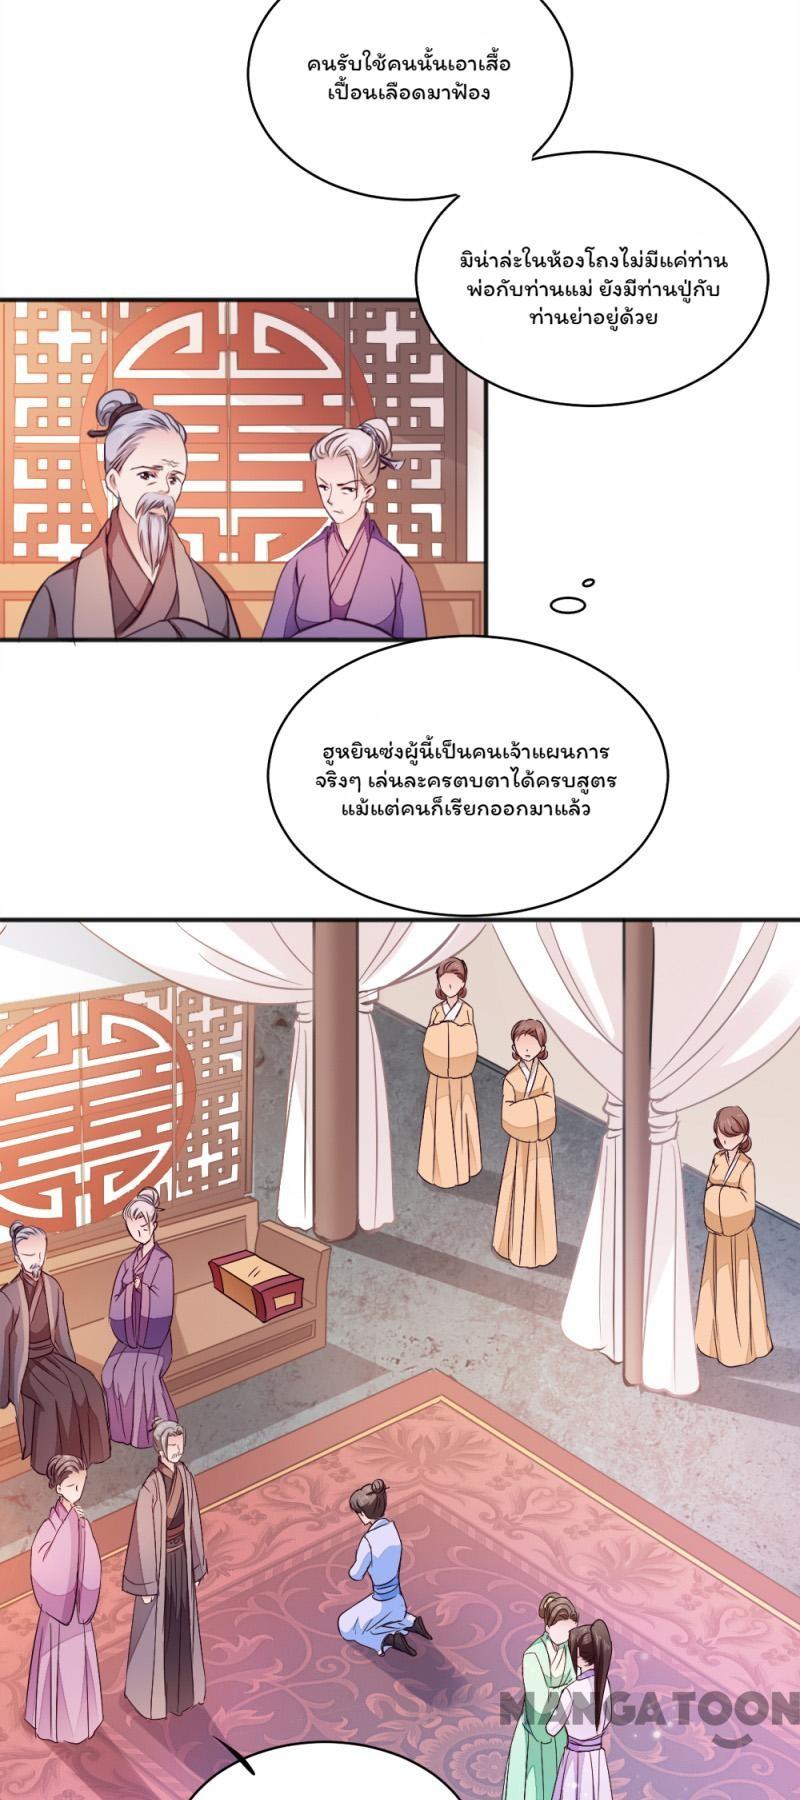 คนรับใช้คนนั้นเอาเสื้อ
เปื้อนเลือดมาฟ้อง
มิน่าล่ะในห้องโถงไม่มีแค่ท่าน
พ่อกับท่านแม่ ยังมีท่านปู่กับ
ท่านย่าอยู่ด้วย
ฮูหยินซ่งผู้นี้เป็นคนเจ้าแผนการ
จริงๆ เล่นละครตบตาได้ครบสูตร
แม้แต่คนก็เรียกออกมาแล้ว
MANGATOON